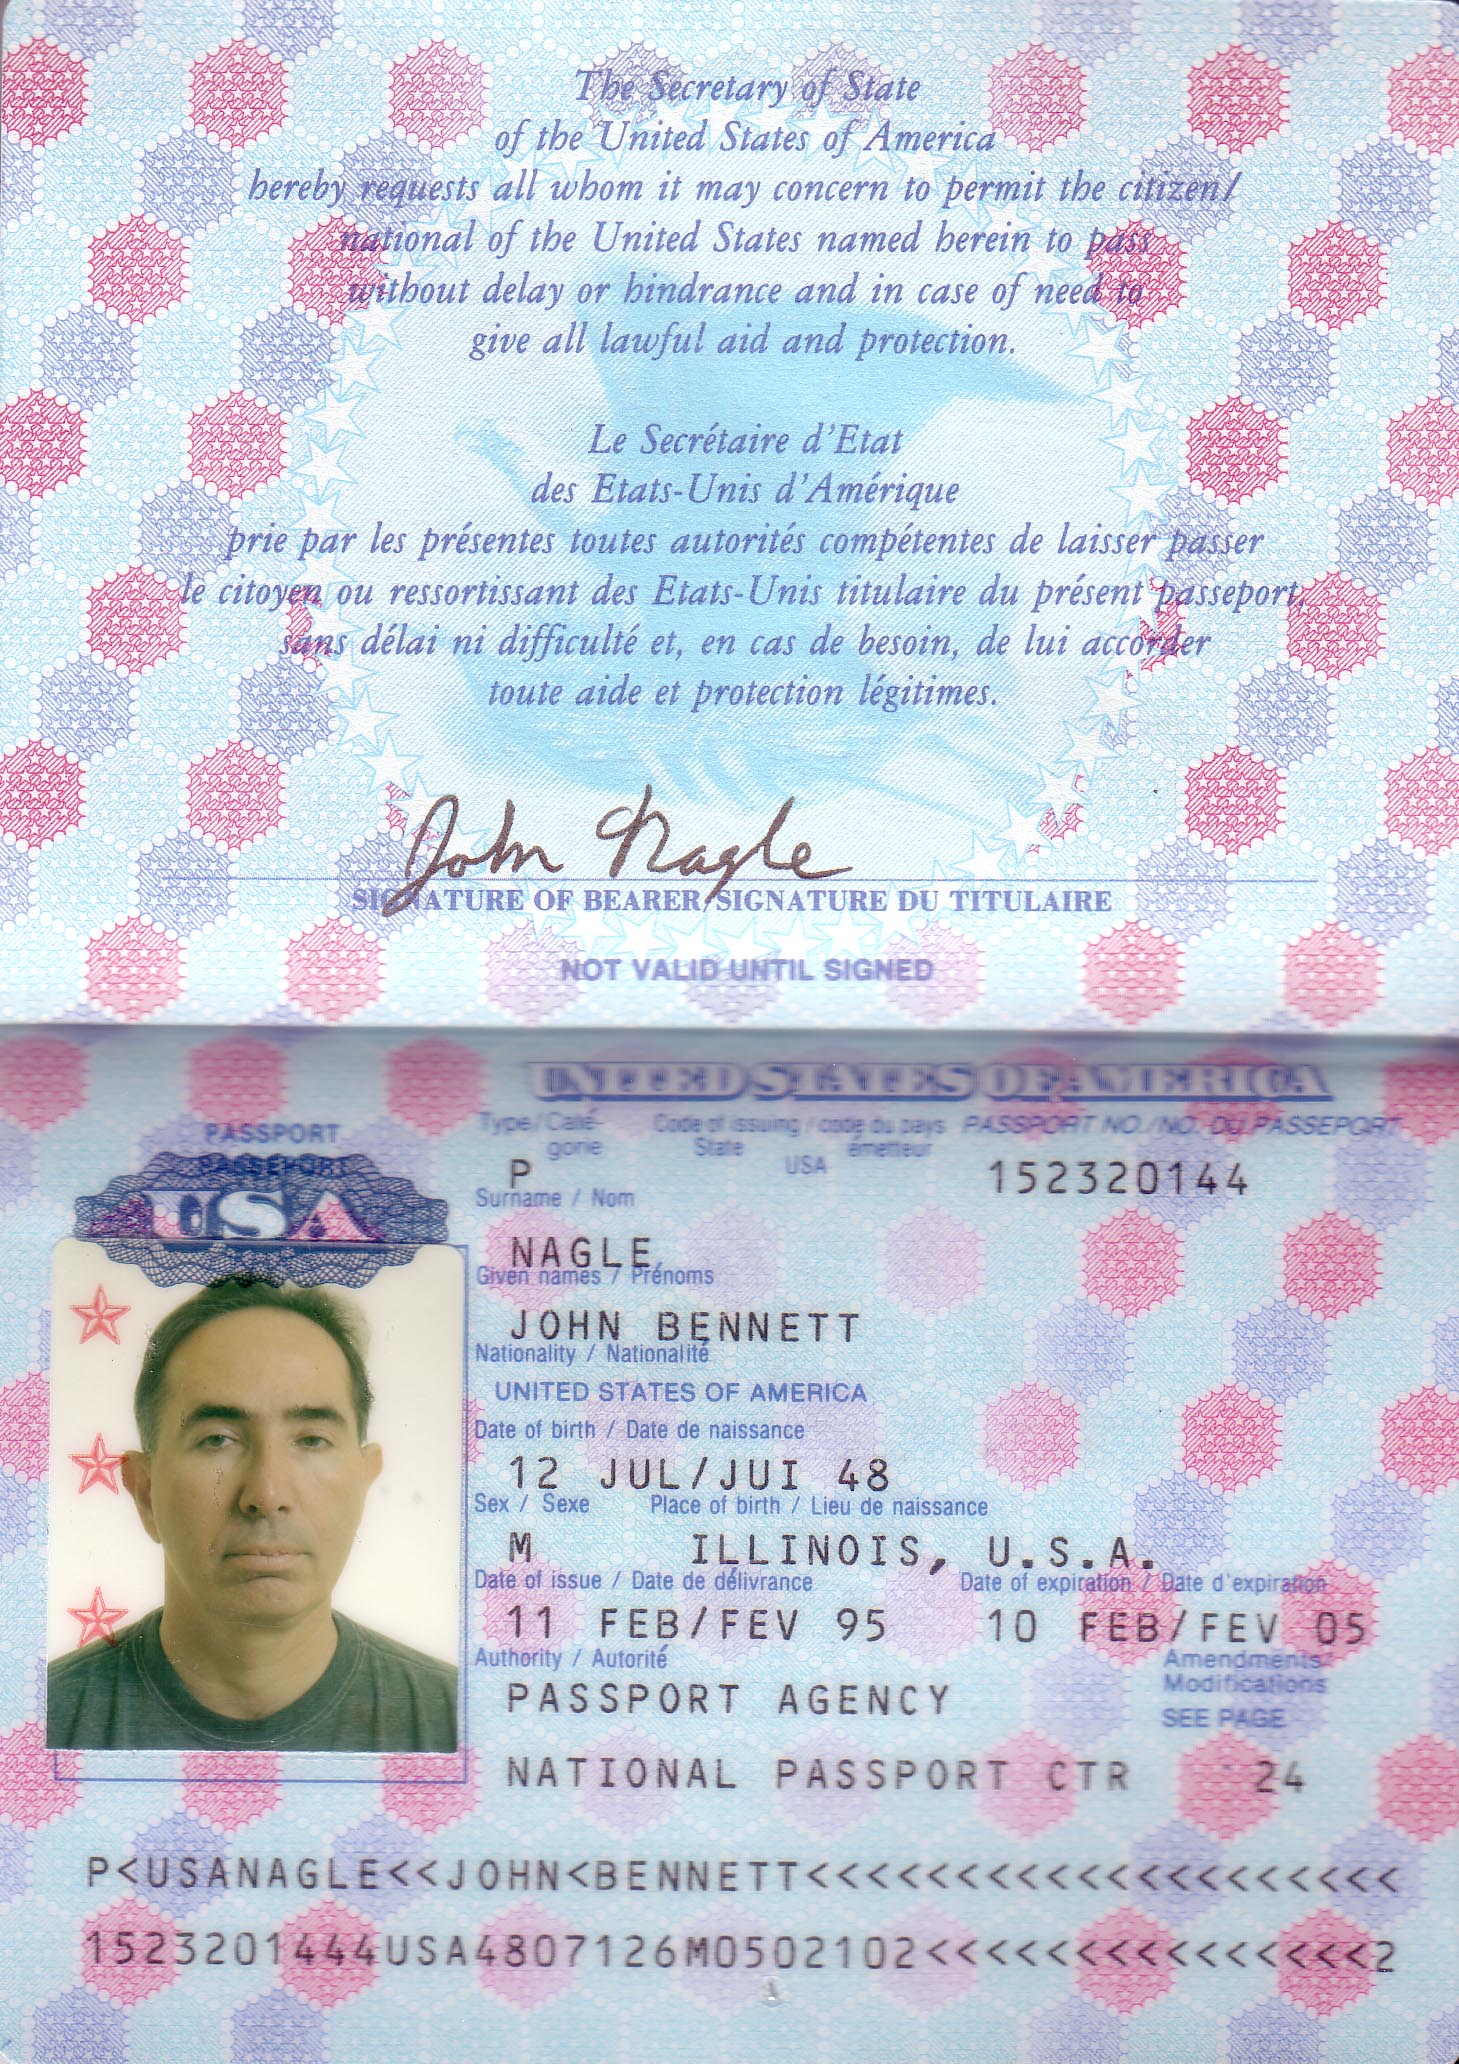 The Secretary of State
of the United States of America
hereby requests all whom it may concern to permit the citizen/
national of the United States named herein to pass
without delay or hindrance and in case of need to
give all lawful aid and protection.
Le Secrétaire d'Etat
des Etats-Unis d'Amérique
prie par les présentes toutes autorités compétentes de laisser passer
le citoyen ou ressortissant des Etats-Unis titulaire du présent passeport,
sans délai ni difficulté et, en cas de besoin, de lui accorder
toute aide et protection légitimes.
John Nagle
SIGNATURE OF BEARER/SIGNATURE DU TITULAIRE
NOT VALID UNTIL SIGNED
UNITED STATES OF AMERICA
PASSPORT
PASSEPORT
USA
Type/Caté-
gorie
Code of issuing / code du pays
State émetteur
PASSPORT NO./NO. DU PASSEPORT
P USA 152320144
Surname / Nom
NAGLE
Given names / Prénoms
JOHN BENNETT
Nationality / Nationalité
UNITED STATES OF AMERICA
Date of birth / Date de naissance
12 JUL/JUI 48
Sex / Sexe Place of birth / Lieu de naissance
M ILLINOIS, U.S.A.
Date of issue / Date de délivrance Date of expiration / Date d'expiration
11 FEB/FEV 95 10 FEB/FEV 05
Authority / Autorité Amendments/
Modifications
PASSPORT AGENCY SEE PAGE
NATIONAL PASSPORT CTR 24
P<USANAGLE<<JOHN<BENNETT<<<<<<<<<<<<<<<<<<<<
1523201444USA4807126M0502102<<<<<<<<<<<<<<<2